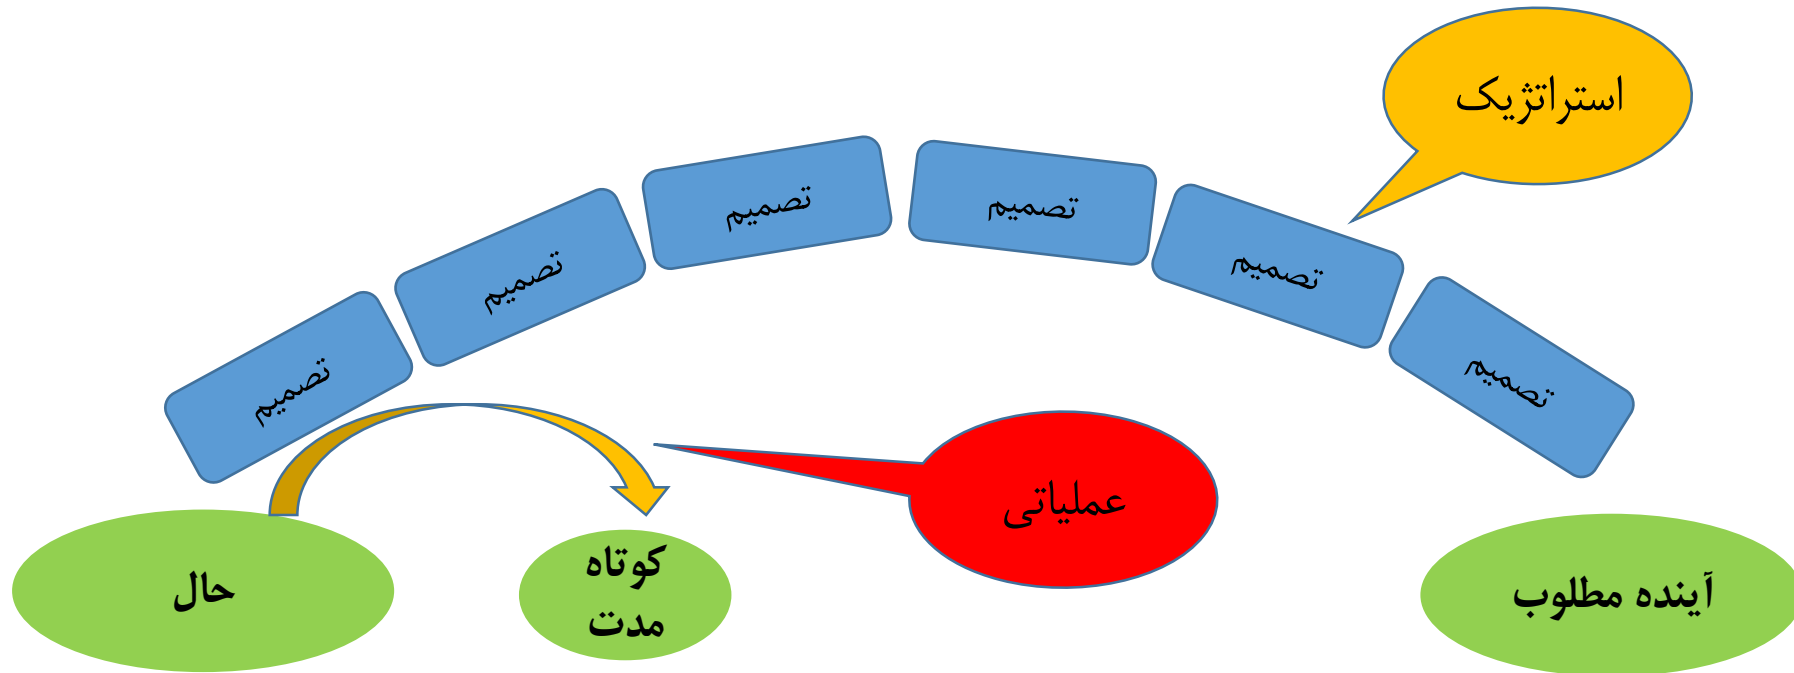 استراتژیک
تصمیم
تصمیم
تصمیم
تصمیم
تصمیم
تصمیم
عملیاتی
حال
کوتاه
مدت
آینده مطلوب